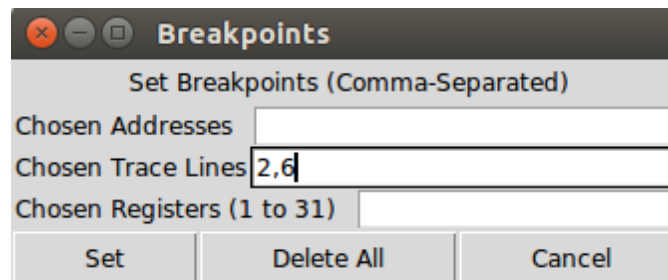 Breakpoints
Set Breakpoints (Comma-Separated)
Chosen Addresses
Chosen Trace Lines 2,6
Chosen Registers (1 to 31)
Set Delete All Cancel